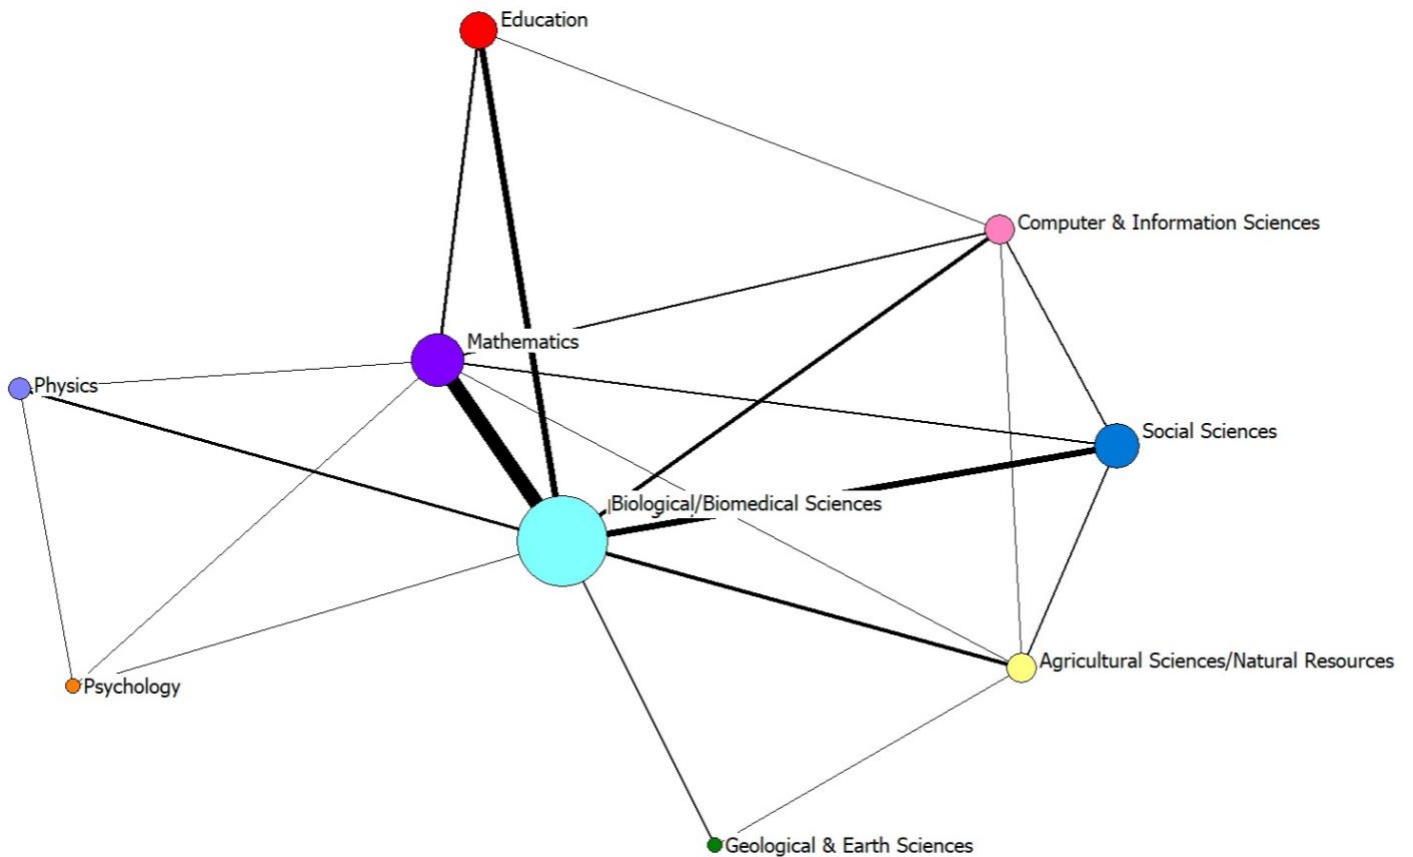 Education
Computer & Information Sciences
Mathematics
Physics
Social Sciences
Biological/Biomedical Sciences
Agricultural Sciences/Natural Resources
Psychology
Geological & Earth Sciences